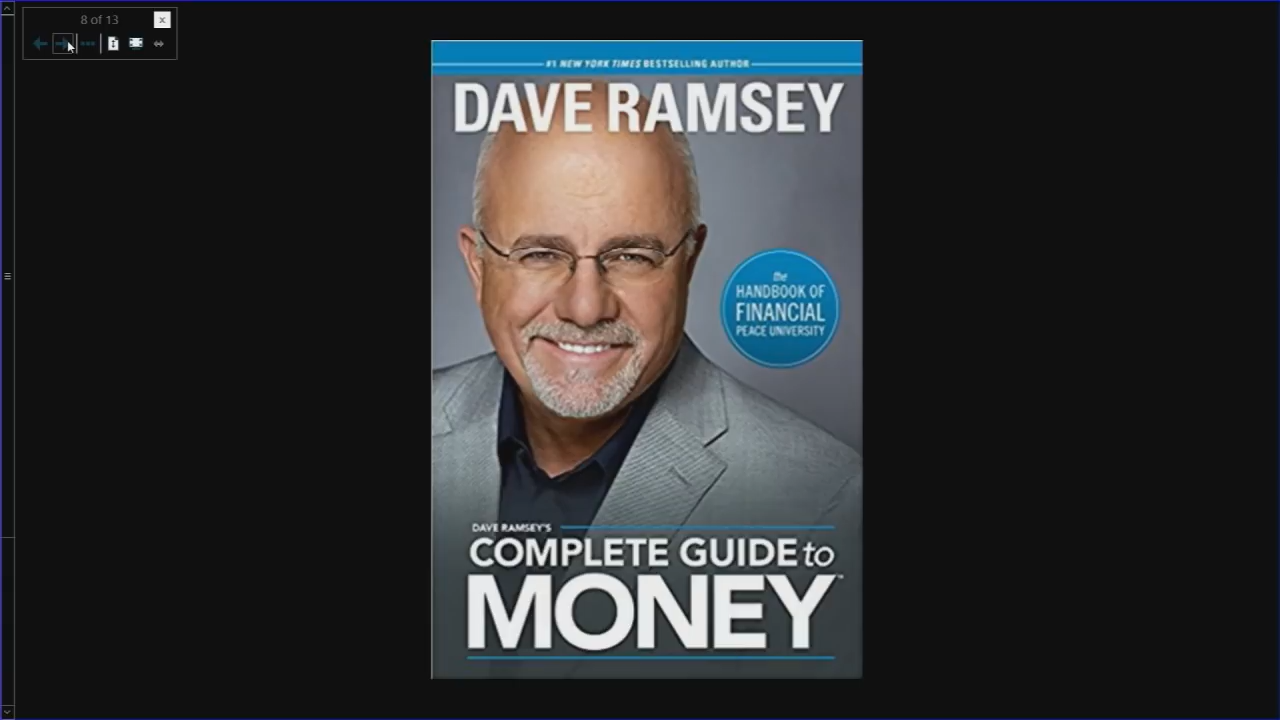 8 of 13
x
#1 NEW YORK TIMES BESTSELLING AUTHOR
DAVE RAMSEY
the
HANDBOOK OF
FINANCIAL
PEACE UNIVERSITY
DAVE RAMSEY'S
COMPLETE GUIDE to
MONEY™